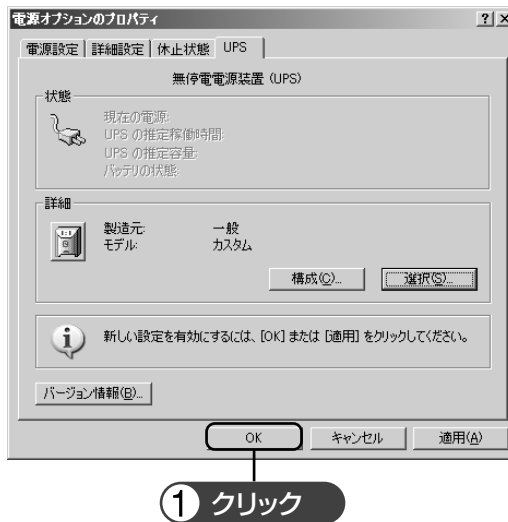 電源オプションのプロパティ
電源設定 詳細設定 休止状態 UPS
無停電電源装置 (UPS)
状態
現在の電源:
UPS の推定稼働時間:
UPS の推定容量:
バッテリの状態:
詳細
製造元: 一般
モデル: カスタム
構成(C)... 選択(S)...
新しい設定を有効にするには、[OK] または [適用] をクリックしてください。
バージョン情報(B)...
OK キャンセル 適用(A)
1 クリック